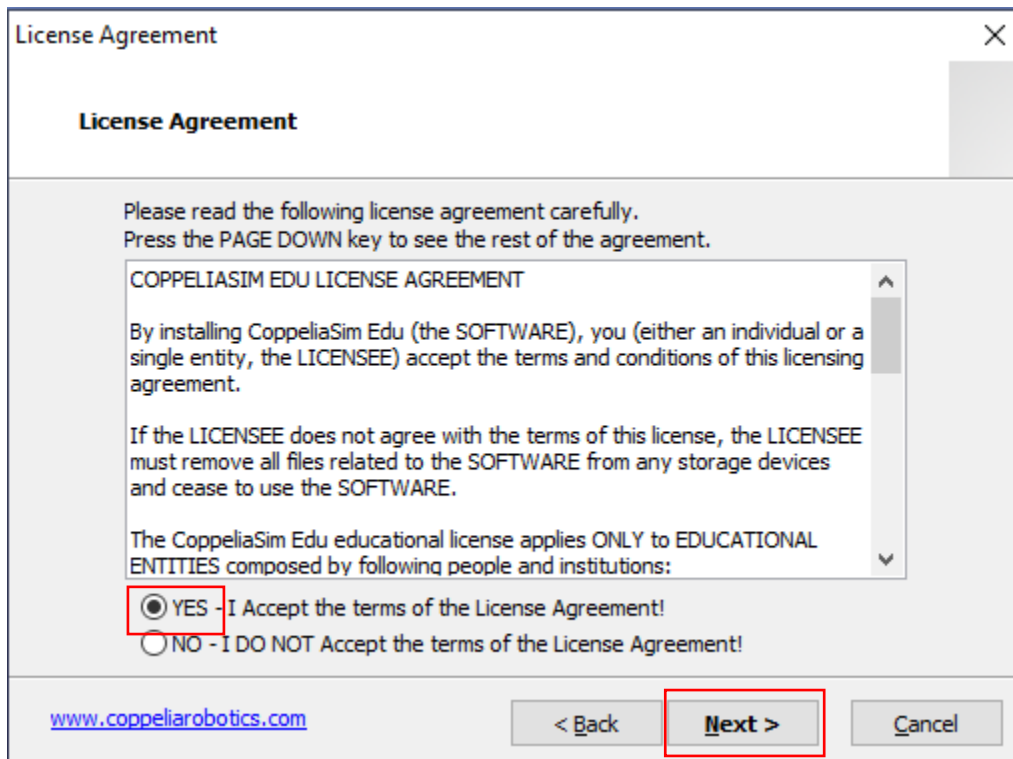 License Agreement
License Agreement
Please read the following license agreement carefully.
Press the PAGE DOWN key to see the rest of the agreement.
COPPELIASIM EDU LICENSE AGREEMENT
By installing CoppeliaSim Edu (the SOFTWARE), you (either an individual or a
single entity, the LICENSEE) accept the terms and conditions of this licensing
agreement.
If the LICENSEE does not agree with the terms of this license, the LICENSEE
must remove all files related to the SOFTWARE from any storage devices
and cease to use the SOFTWARE.
The CoppeliaSim Edu educational license applies ONLY to EDUCATIONAL
ENTITIES composed by following people and institutions:
YES - I Accept the terms of the License Agreement!
NO - I DO NOT Accept the terms of the License Agreement!
www.coppeliarobotics.com
< Back
Next >
Cancel